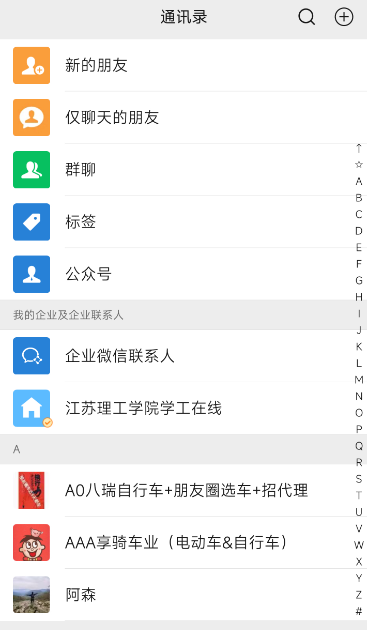 通讯录
新的朋友
仅聊天的朋友
群聊
标签
公众号
我的企业及企业联系人
企业微信联系人
江苏理工学院学工在线
A
A0八瑞自行车+朋友圈选车+招代理
AAA享骑车业（电动车&自行车）
阿森
↑
☆
A
B
C
D
E
F
G
H
I
J
K
L
M
N
O
P
Q
R
S
T
U
V
W
X
Y
Z
#